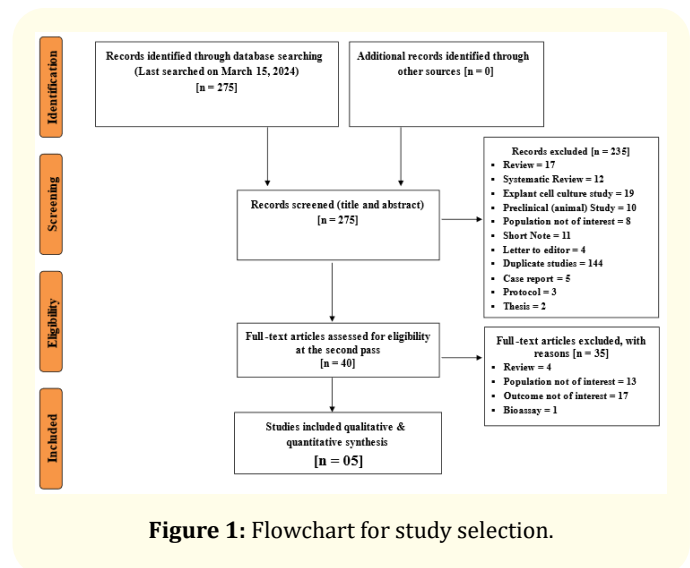 Identification
Records identified through database searching
(Last searched on March 15, 2024)
[n = 275]
Additional records identified through
other sources [n = 0]
Screening
Records screened (title and abstract)
[n = 275]
Records excluded [n = 235]
▪ Review = 17
▪ Systematic Review = 12
▪ Explant cell culture study = 19
▪ Preclinical (animal) Study = 10
▪ Population not of interest = 8
▪ Short Note = 11
▪ Letter to editor = 4
▪ Duplicate studies = 144
▪ Case report = 5
▪ Protocol = 3
▪ Thesis = 2
Eligibility
Full-text articles assessed for eligibility
at the second pass
[n = 40]
Full-text articles excluded, with
reasons [n = 35]
▪ Review = 4
▪ Population not of interest = 13
▪ Outcome not of interest = 17
▪ Bioassay = 1
Included
Studies included qualitative &
quantitative synthesis
[n = 05]
Figure 1: Flowchart for study selection.